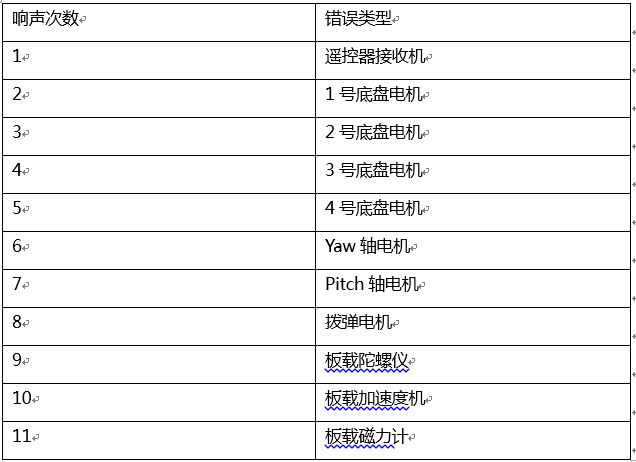 响声次数 错误类型
1 遥控器接收机
2 1 号底盘电机
3 2 号底盘电机
4 3 号底盘电机
5 4 号底盘电机
6 Yaw 轴电机
7 Pitch 轴电机
8 拨弹电机
9 板载陀螺仪
10 板载加速度机
11 板载磁力计